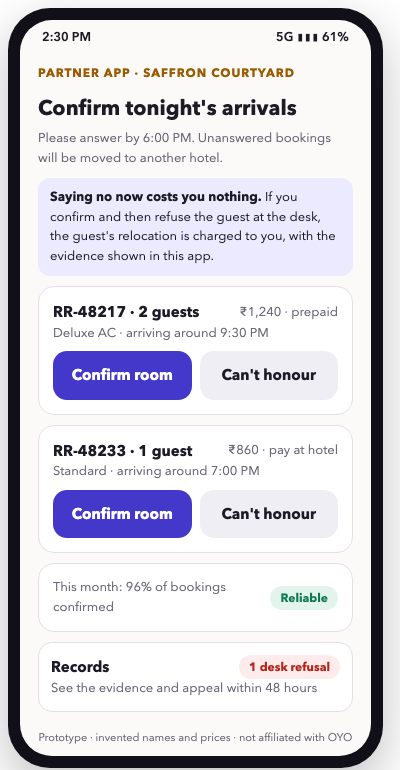 2:30 PM 5G 61%
PARTNER APP · SAFFRON COURTYARD
Confirm tonight's arrivals
Please answer by 6:00 PM. Unanswered bookings
will be moved to another hotel.
Saying no now costs you nothing. If you
confirm and then refuse the guest at the desk,
the guest's relocation is charged to you, with the
evidence shown in this app.
RR-48217 · 2 guests ₹1,240 · prepaid
Deluxe AC · arriving around 9:30 PM
Confirm room Can't honour
RR-48233 · 1 guest ₹860 · pay at hotel
Standard · arriving around 7:00 PM
Confirm room Can't honour
This month: 96% of bookings
confirmed
Reliable
Records 1 desk refusal
See the evidence and appeal within 48 hours
Prototype · invented names and prices · not affiliated with OYO